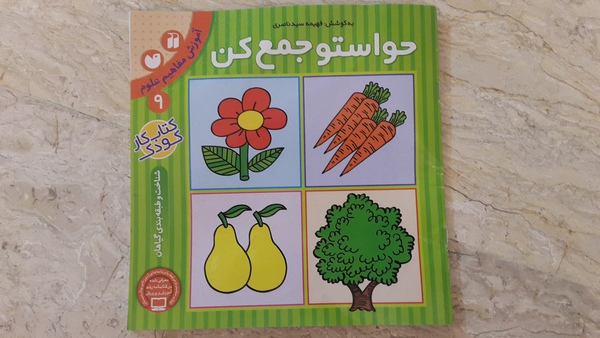 به‌کوشش: فهیمه سیدناصری
حواستو جمع کن
آموزش مفاهیم علوم
۹
کتاب کار
کودک
شناخت و طبقه‌بندی گیاهان